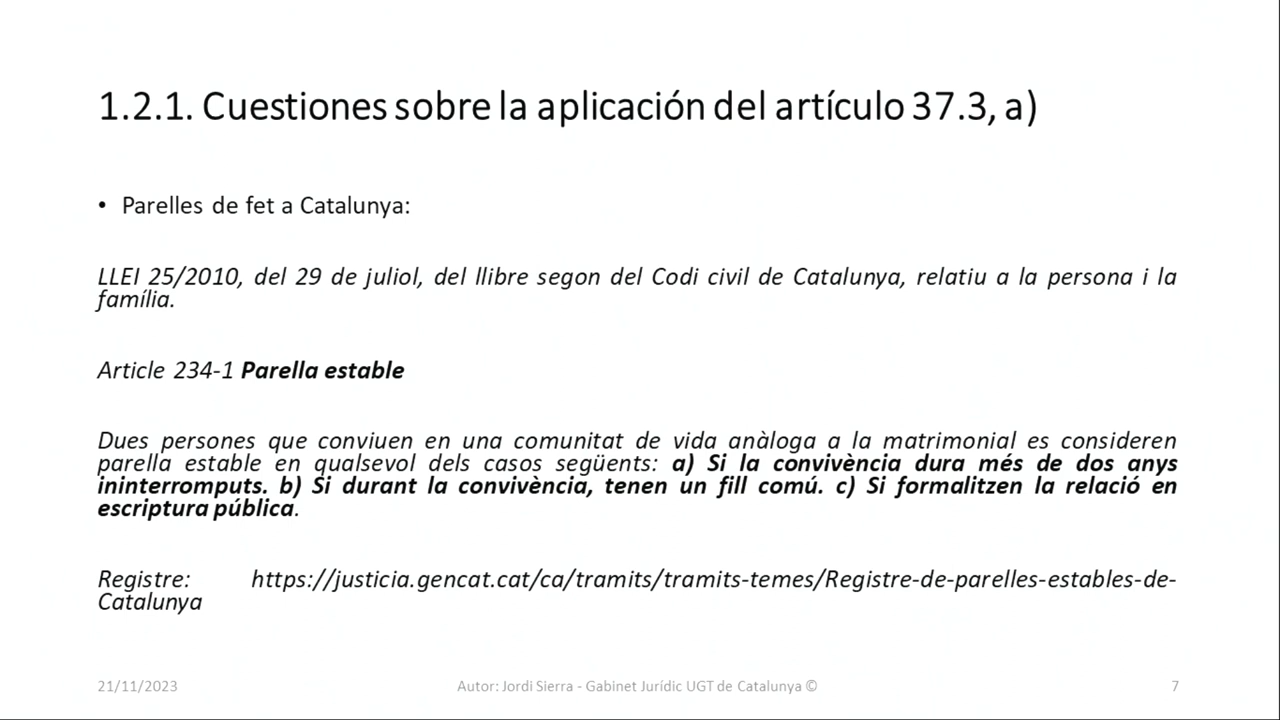 1.2.1. Cuestiones sobre la aplicación del artículo 37.3, a)
• Parelles de fet a Catalunya:
LLEI 25/2010, del 29 de juliol, del llibre segon del Codi civil de Catalunya, relatiu a la persona i la
família.
Article 234-1 Parella estable
Dues persones que conviuen en una comunitat de vida anàloga a la matrimonial es consideren
parella estable en qualsevol dels casos següents: a) Si la convivència dura més de dos anys
ininterromputs. b) Si durant la convivència, tenen un fill comú. c) Si formalitzen la relació en
escriptura pública.
Registre: https://justicia.gencat.cat/ca/tramits/tramits-temes/Registre-de-parelles-estables-de-
Catalunya
21/11/2023 Autor: Jordi Sierra - Gabinet Jurídic UGT de Catalunya © 7